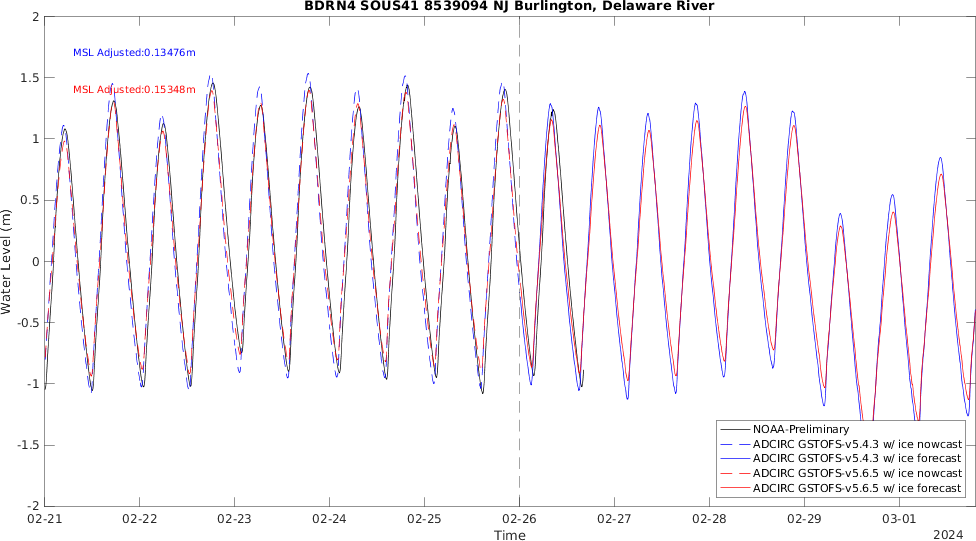 BDRN4 SOUS41 8539094 NJ Burlington, Delaware River
2
MSL Adjusted:0.13476m
1.5
MSL Adjusted:0.15348m
1
0.5
0
Water Level (m)
-0.5
-1
NOAA-Preliminary
ADCIRC GSTOFS-v5.4.3 w/ ice nowcast
-1.5
ADCIRC GSTOFS-v5.4.3 w/ ice forecast
ADCIRC GSTOFS-v5.6.5 w/ ice nowcast
ADCIRC GSTOFS-v5.6.5 w/ ice forecast
-2
02-21 02-22 02-23 02-24 02-25 02-26 02-27 02-28 02-29 03-01
Time
2024